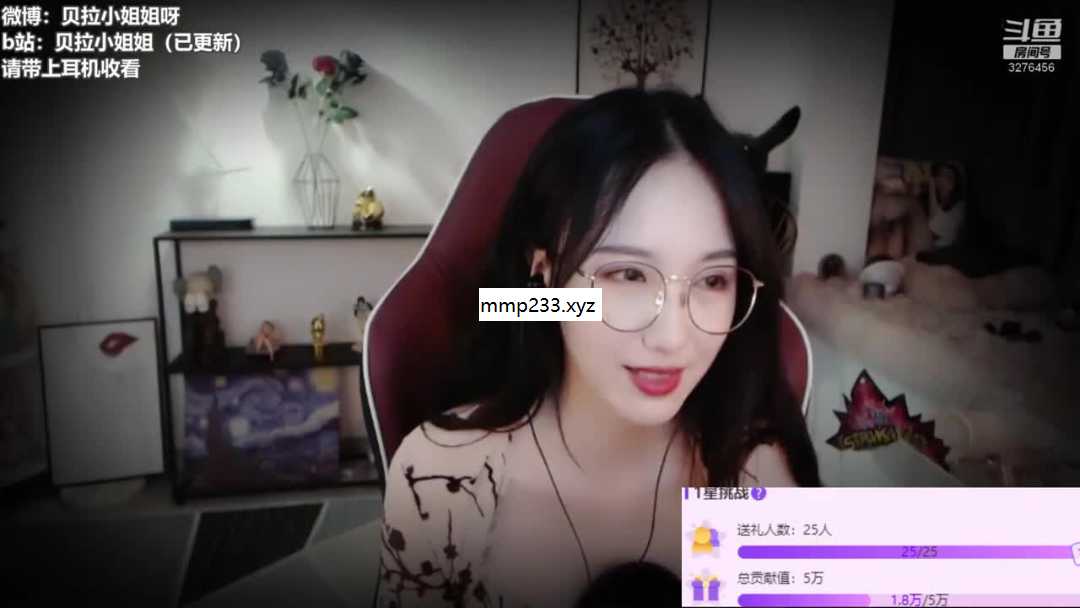 微博：贝拉小姐姐呀
b站：贝拉小姐姐（已更新）
请带上耳机收看
斗鱼
房间号
3276456
mmp233.xyz
11星挑战?
送礼人数：25人
25/25
总贡献值：5万
1.8万/5万